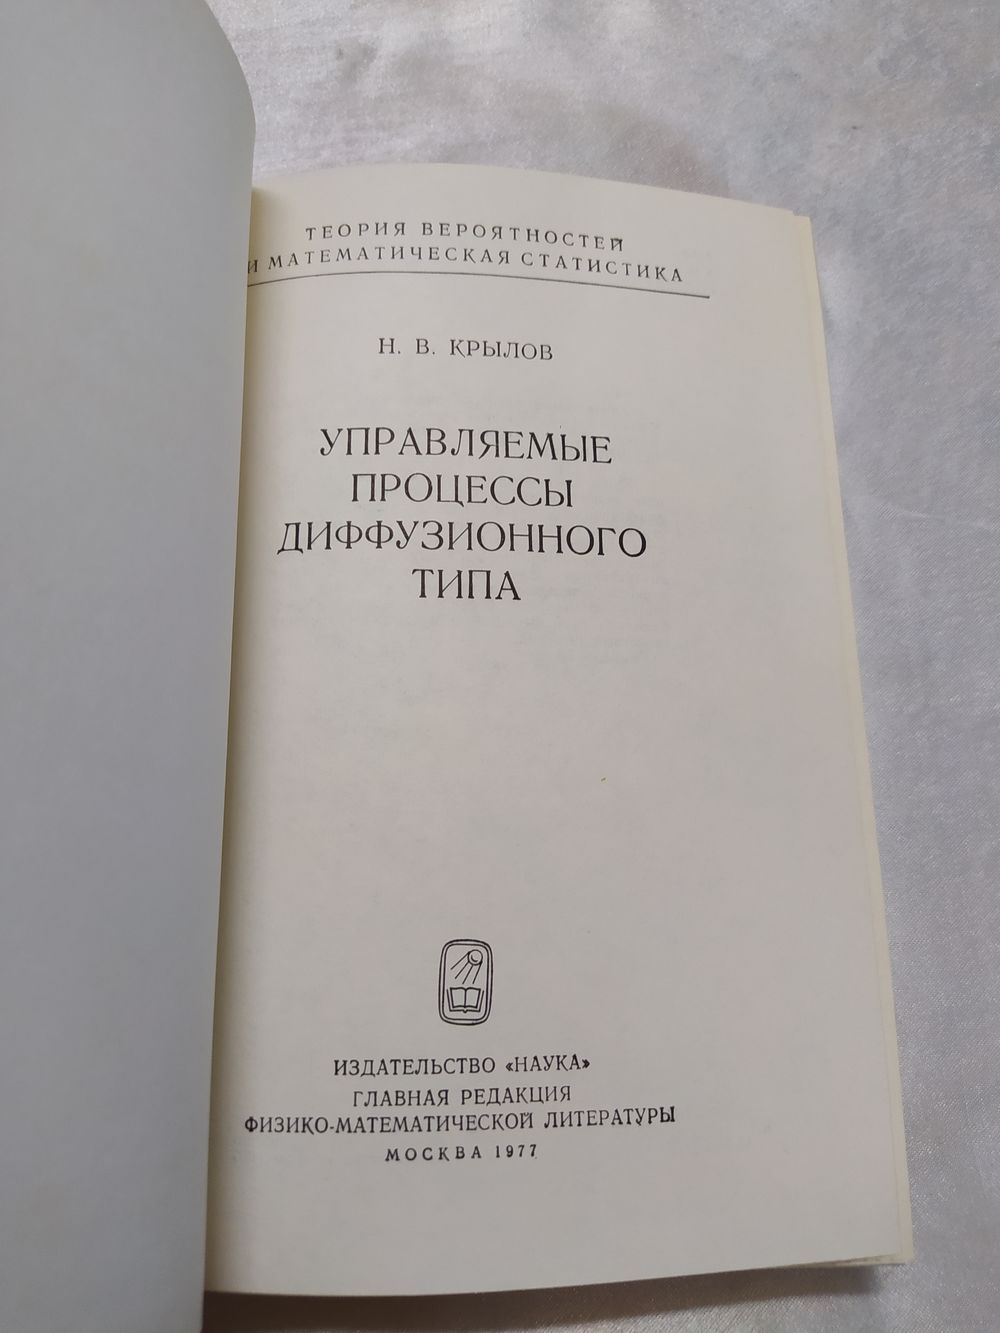 ТЕОРИЯ ВЕРОЯТНОСТЕЙ
И МАТЕМАТИЧЕСКАЯ СТАТИСТИКА
Н. В. КРЫЛОВ
УПРАВЛЯЕМЫЕ
ПРОЦЕССЫ
ДИФФУЗИОННОГО
ТИПА
ИЗДАТЕЛЬСТВО «НАУКА»
ГЛАВНАЯ РЕДАКЦИЯ
ФИЗИКО-МАТЕМАТИЧЕСКОЙ ЛИТЕРАТУРЫ
МОСКВА 1977